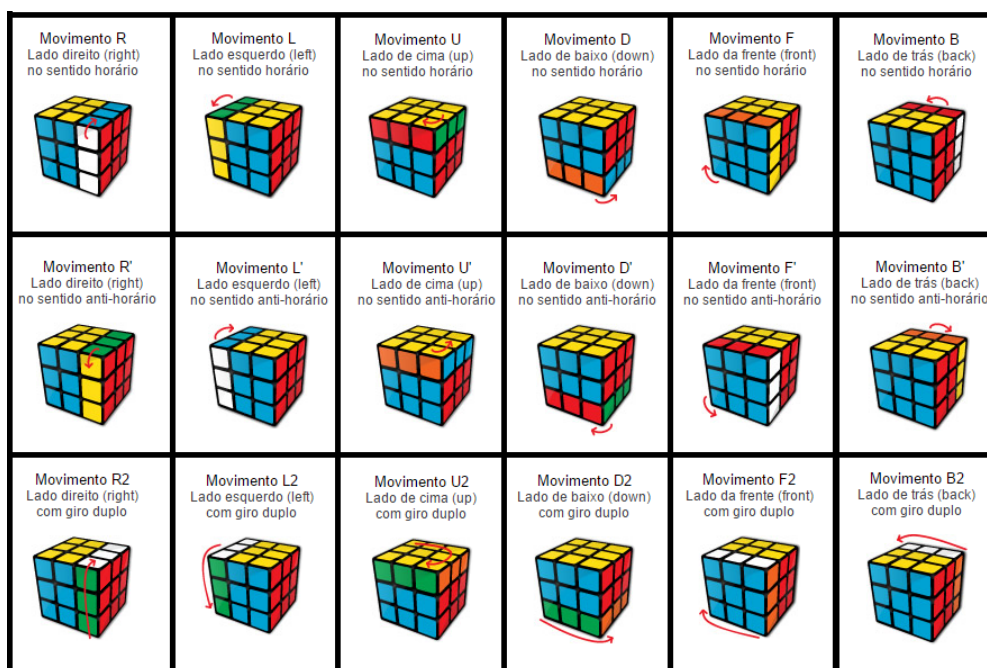 Movimento R
Lado direito (right)
no sentido horário
Movimento L
Lado esquerdo (left)
no sentido horário
Movimento U
Lado de cima (up)
no sentido horário
Movimento D
Lado de baixo (down)
no sentido horário
Movimento F
Lado da frente (front)
no sentido horário
Movimento B
Lado de trás (back)
no sentido horário
Movimento R'
Lado direito (right)
no sentido anti-horário
Movimento L'
Lado esquerdo (left)
no sentido anti-horário
Movimento U'
Lado de cima (up)
no sentido anti-horário
Movimento D'
Lado de baixo (down)
no sentido anti-horário
Movimento F'
Lado da frente (front)
no sentido anti-horário
Movimento B'
Lado de trás (back)
no sentido anti-horário
Movimento R2
Lado direito (right)
com giro duplo
Movimento L2
Lado esquerdo (left)
com giro duplo
Movimento U2
Lado de cima (up)
com giro duplo
Movimento D2
Lado de baixo (down)
com giro duplo
Movimento F2
Lado da frente (front)
com giro duplo
Movimento B2
Lado de trás (back)
com giro duplo